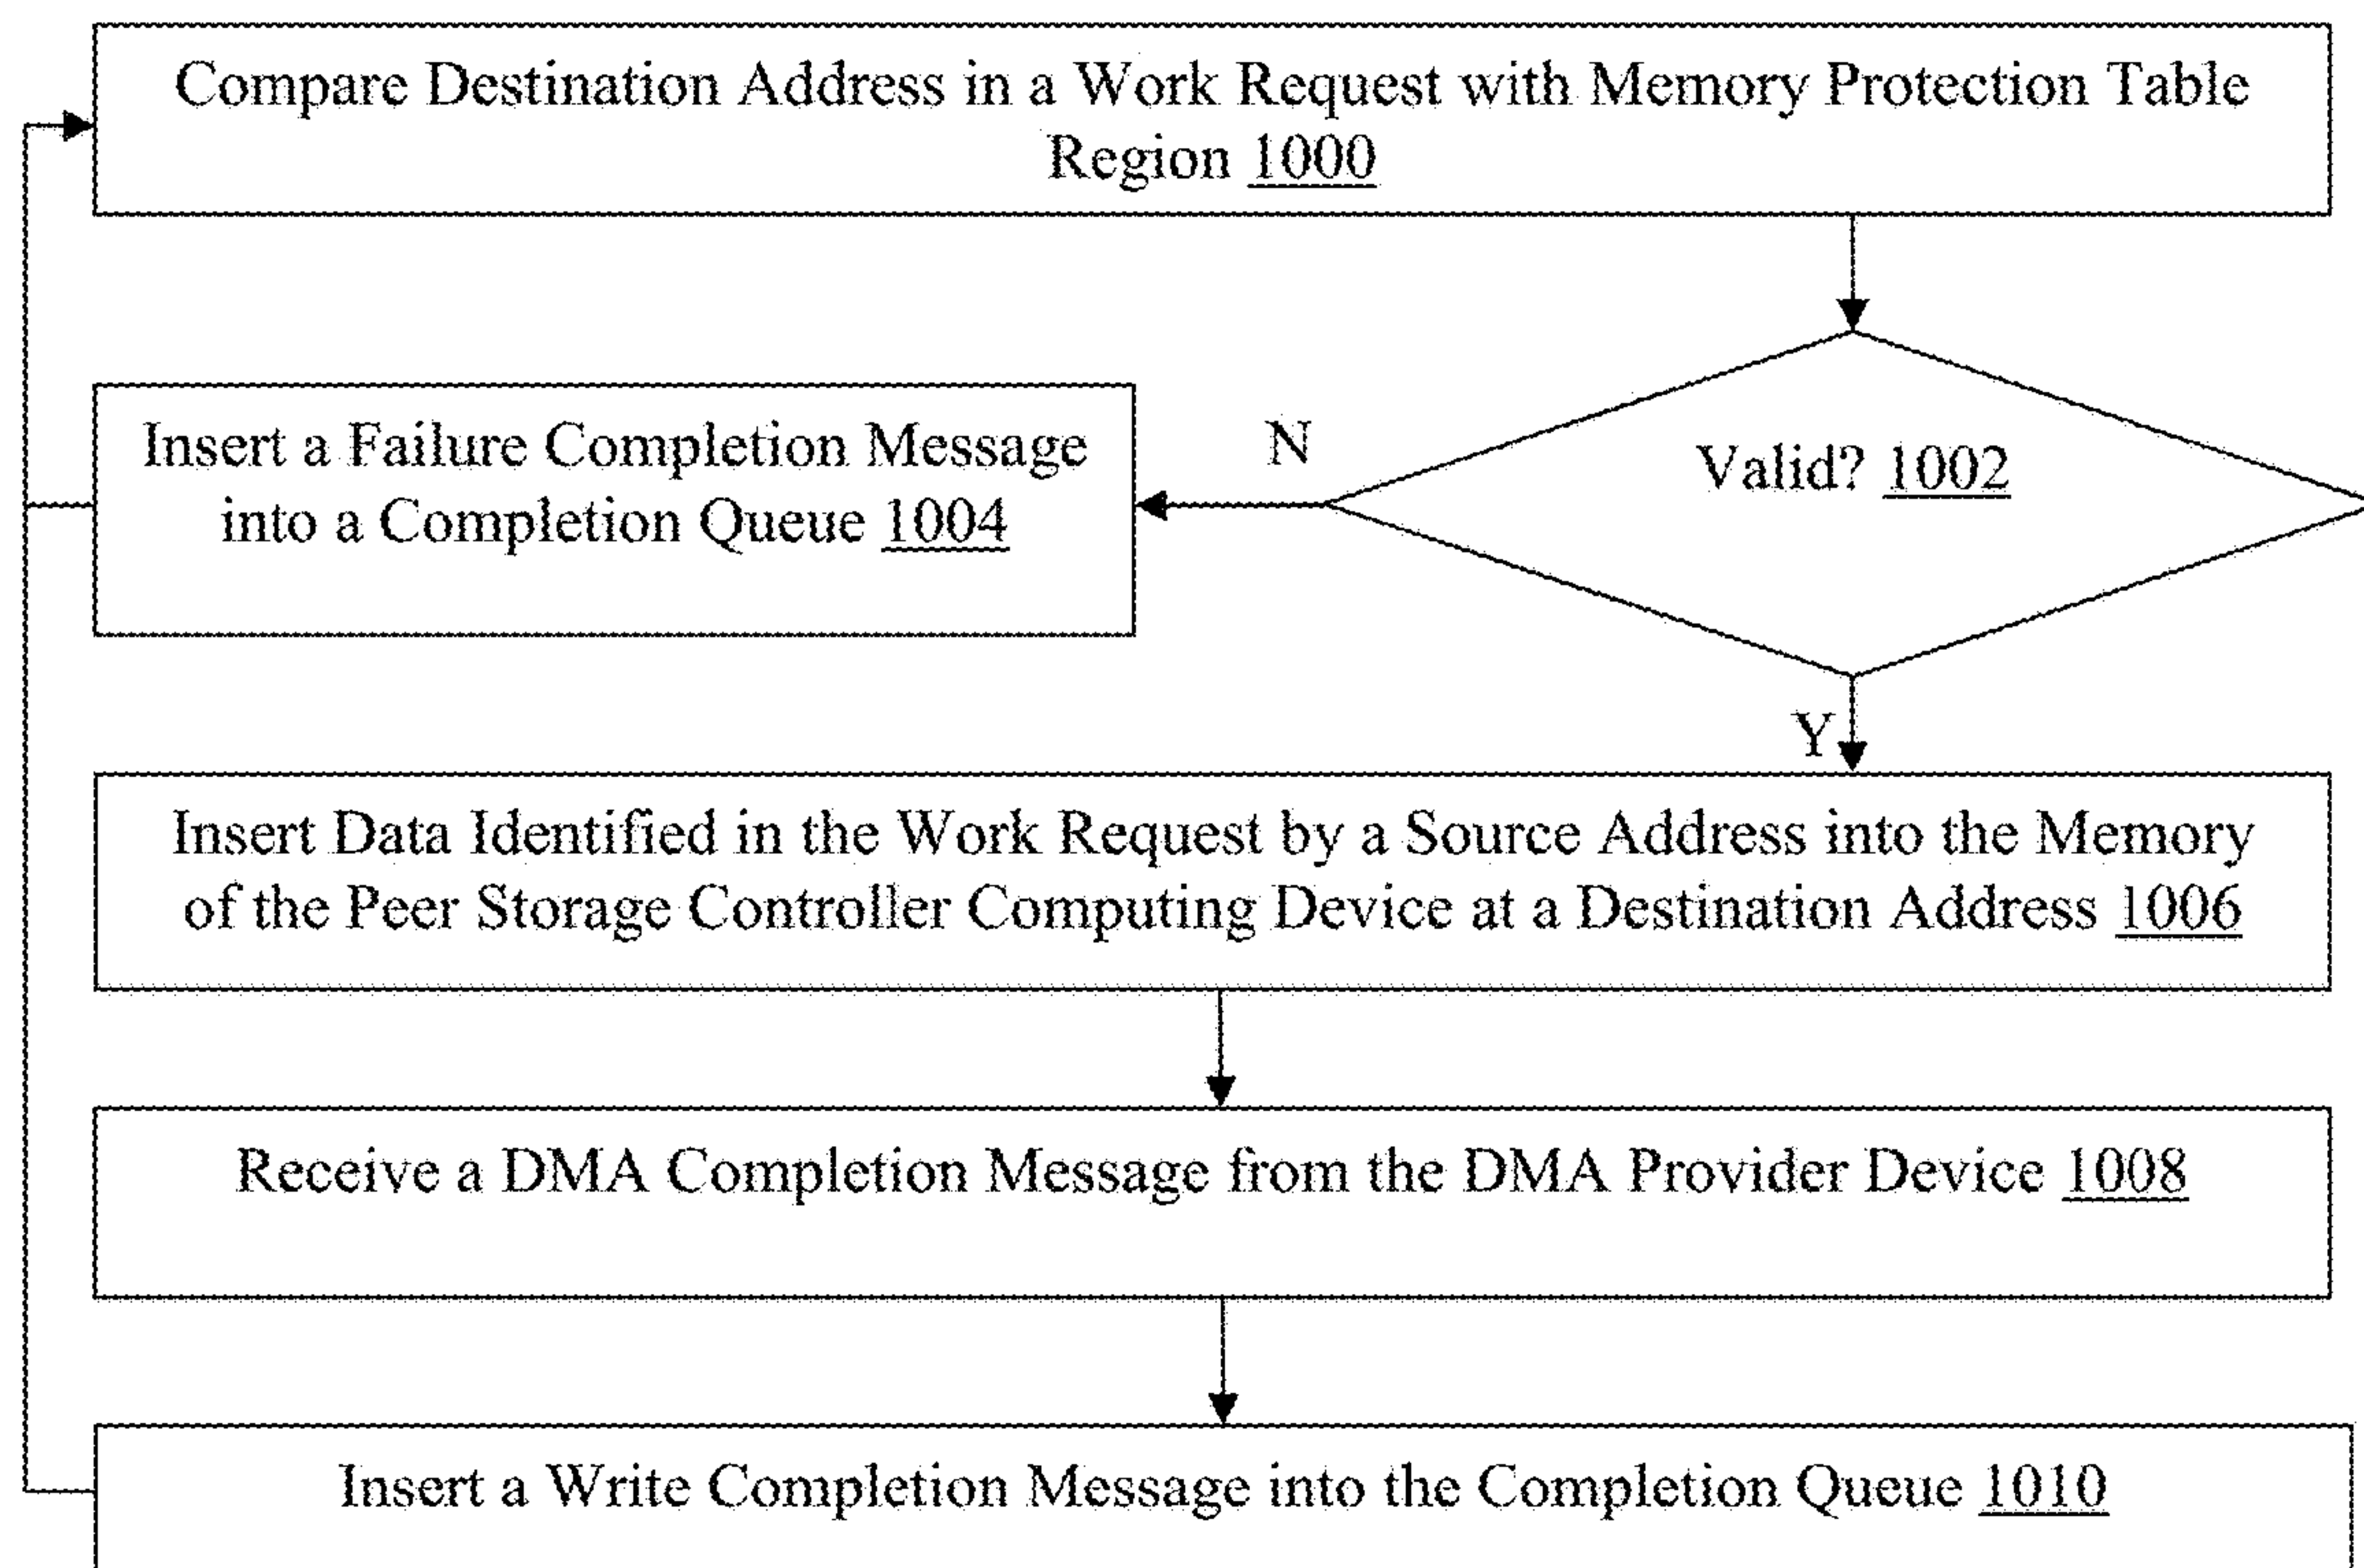 Compare Destination Address in a Work Request with Memory Protection Table
Region 1000
Insert a Failure Completion Message
into a Completion Queue 1004
N
Valid? 1002
Y
Insert Data Identified in the Work Request by a Source Address into the Memory
of the Peer Storage Controller Computing Device at a Destination Address 1006
Receive a DMA Completion Message from the DMA Provider Device 1008
Insert a Write Completion Message into the Completion Queue 1010